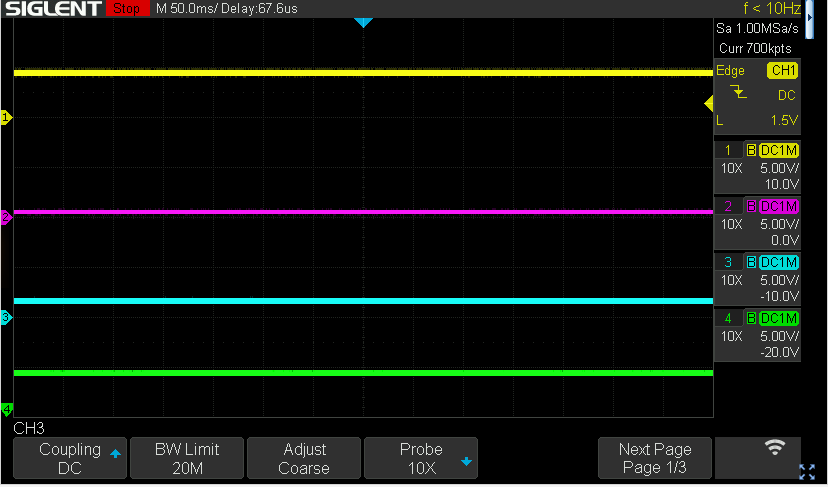 SIGLENT Stop M 50.0ms/ Delay:67.6us f < 10Hz
Sa 1.00MSa/s
Curr 700kpts
Edge CH1
DC
L 1.5V
1 B DC1M
10X 5.00V/
10.0V
2 B DC1M
10X 5.00V/
0.0V
3 B DC1M
10X 5.00V/
-10.0V
4 B DC1M
10X 5.00V/
-20.0V
1
2
3
4
CH3
Coupling BW Limit Adjust Probe Next Page
DC 20M Coarse 10X Page 1/3